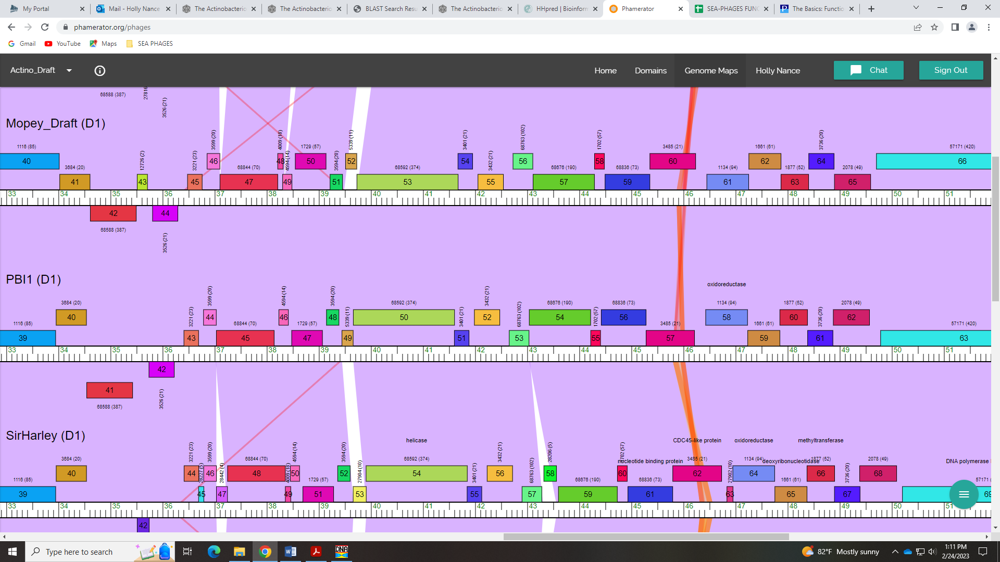 My Portal
Mail - Holly Nance
The Actinobacterio
The Actinobacterio
BLAST Search Resu
The Actinobacterio
HHpred | Bioinform
Phamerator
SEA-PHAGES FUNC
The Basics: Functio
phamerator.org/phages
Gmail YouTube Maps SEA PHAGES
Actino_Draft
Home Domains Genome Maps Holly Nance Chat Sign Out
68588 (387)
27816
3526 (21)
Mopey_Draft (D1)
3599 (20) 4009 (18) 5339 (11) 3401 (21) 68763 (102) 1702 (57) 3736 (20)
1116 (85) 1729 (57) 3485 (21) 1661 (61) 57171 (420)
40 46 48 50 52 54 56 58 60 62 64 66
12726 (2) 3221 (23) 4594 (14) 3594 (20) 3432 (21)
3684 (20) 68844 (70) 68592 (374) 68676 (190) 68836 (73) 1134 (94) 1877 (52) 2078 (49)
41 43 45 47 49 51 53 55 57 59 61 63 65
33 34 35 36 37 38 39 40 41 42 43 44 45 46 47 48 49 50 51
42 44
68588 (387)
3526 (21)
PBI1 (D1)
oxidoreductase
3599 (20) 4594 (14) 3594 (20) 3432 (21)
3684 (20) 68592 (374) 68676 (190) 68836 (73) 1134 (94) 1877 (52) 2078 (49)
40 44 46 48 50 52 54 56 58 60 62
3221 (23) 5339 (11) 3401 (21) 68763 (102) 1702 (57) 3736 (20)
1116 (85) 68844 (70) 1729 (57) 3485 (21) 1661 (61) 57171 (420)
39 43 45 47 49 51 53 55 57 59 61 63
33 34 35 36 37 38 39 40 41 42 43 44 45 46 47 48 49 50 51
42
41
3526 (21)
68588 (387)
SirHarley (D1)
helicase CDC45-like protein oxidoreductase methyltransferase
3221 (23) 3599 (20) 4594 (14) 3594 (20) 3432 (21) 28206 (5) 1702 (57)
nucleotide binding protein deoxyribonucleotidase DNA polymerase
3684 (20) 68844 (70) 68592 (374) 3485 (21) 1134 (94) 1877 (52) 2078 (49)
40 44 46 48 50 52 54 56 58 60 62 64 66 68
28227 (5) 28442 (4) 4009 (18) 27904 (10) 3401 (21) 68763 (102) 27902 (10) 3736 (20)
1116 (85) 1729 (57) 68676 (190) 68836 (73) 1661 (61) 57171
39 45 47 49 51 53 55 57 59 61 63 65 67 69
33 34 35 36 37 38 39 40 41 42 43 44 45 46 47 48 49 50 51
42
Type here to search
DNA
82°F Mostly sunny
1:11 PM
2/24/2023